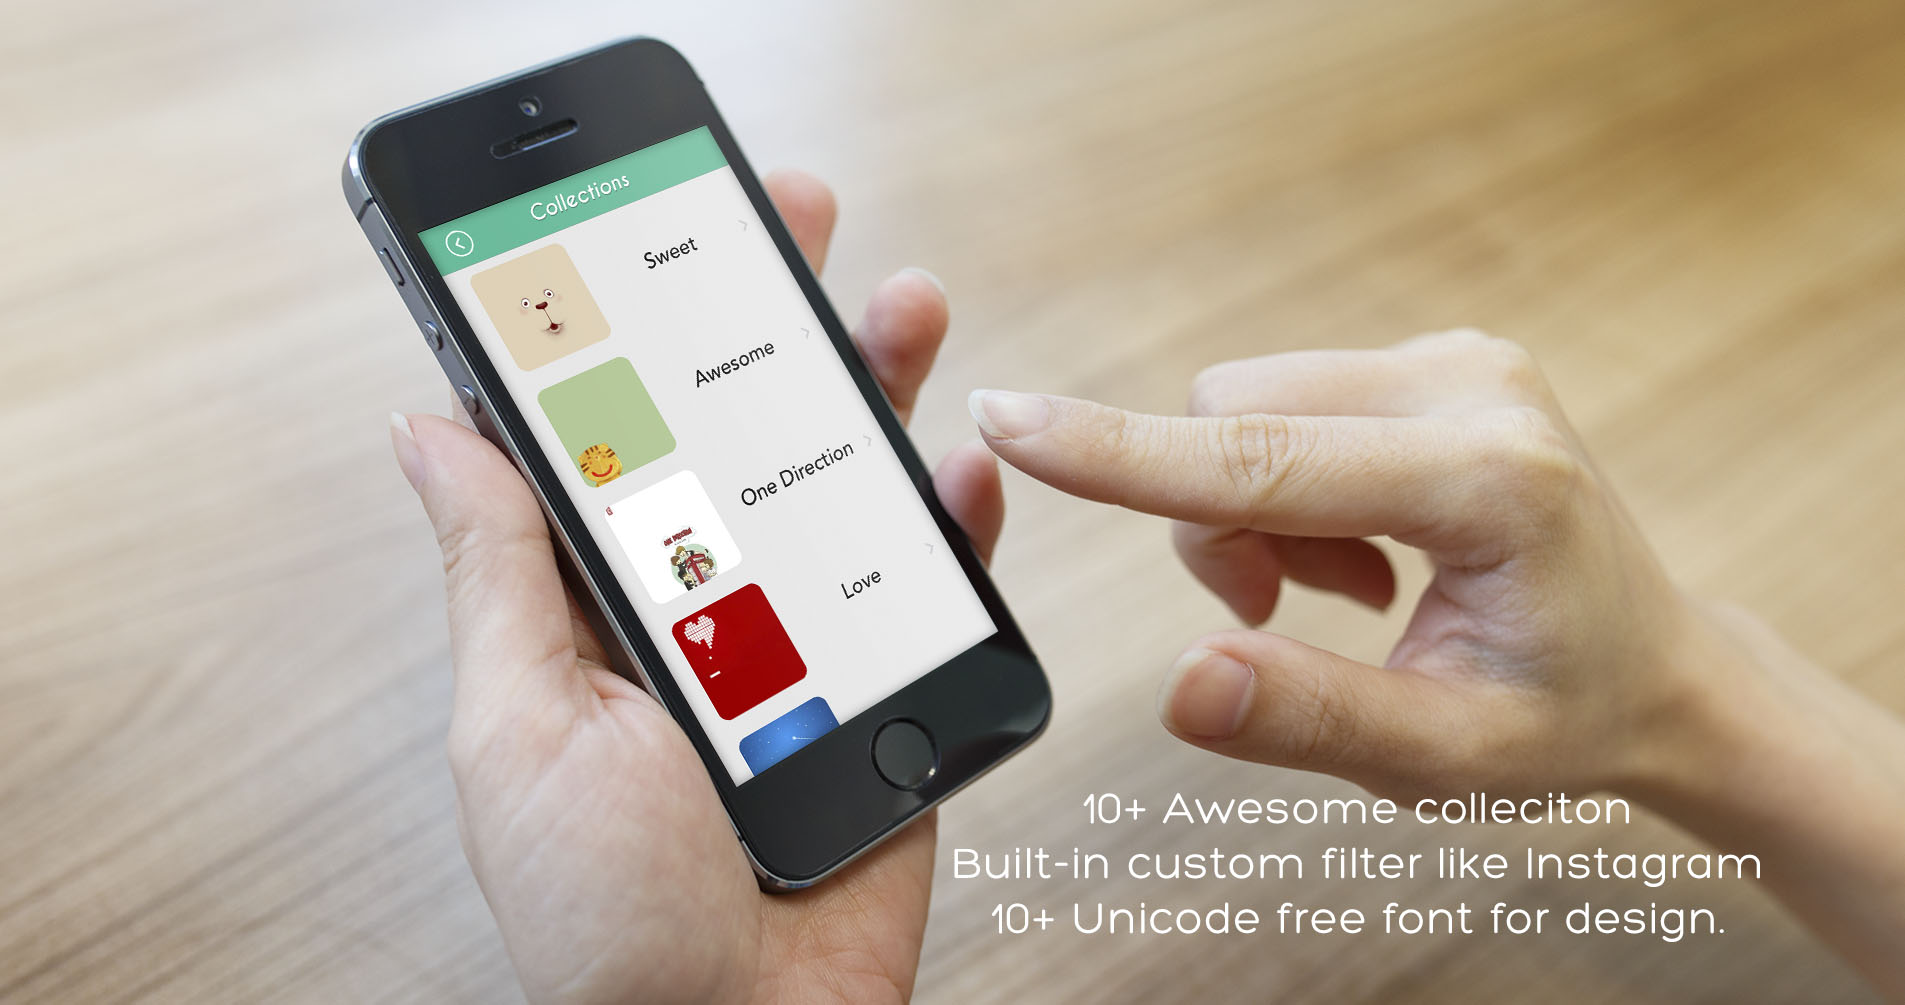 Collections
Sweet
Awesome
One Direction
Love
10+ Awesome colleciton
Built-in custom filter like Instagram
10+ Unicode free font for design.